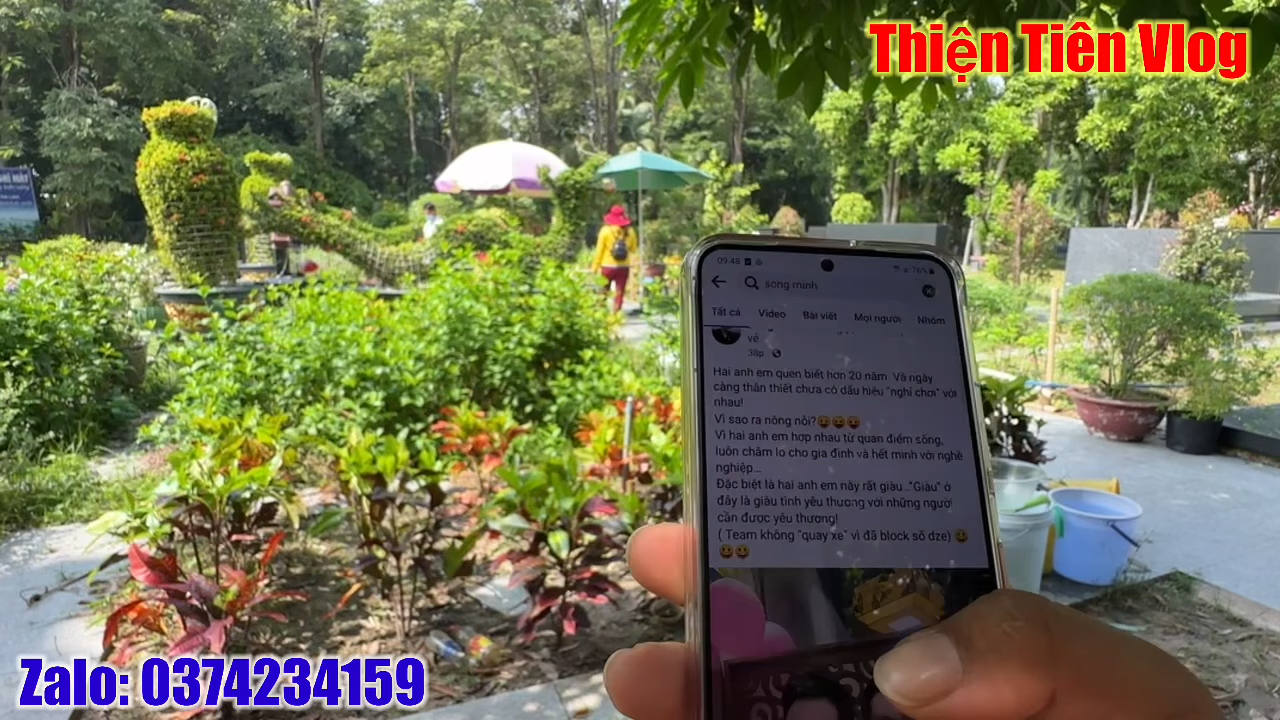 Thiện Tiên Vlog
09:48
76%
song minh
Tất cả Video Bài viết Mọi người Nhóm
vẻ
38p
Hai anh em quen biết hơn 20 năm Và ngày
càng thân thiết chưa có dấu hiệu "nghỉ chơi" với
nhau!
Vì sao ra nông nỗi?😃😃😃
Vì hai anh em hợp nhau từ quan điểm sống,
luôn chăm lo cho gia đình và hết mình với nghề
nghiệp...
Đặc biệt là hai anh em này rất giàu..."Giàu" ở
đây là giàu tình yêu thương với những người
cần được yêu thương!
( Team không "quay xe" vì đã block số dze) 😃
😃😃
Zalo: 0374234159